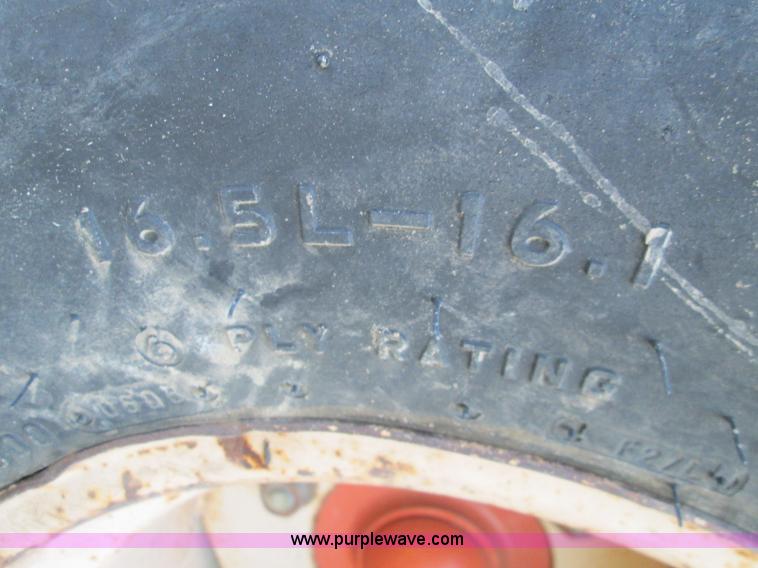 16.5L-16.1
6 PLY RATING
www.purplewave.com